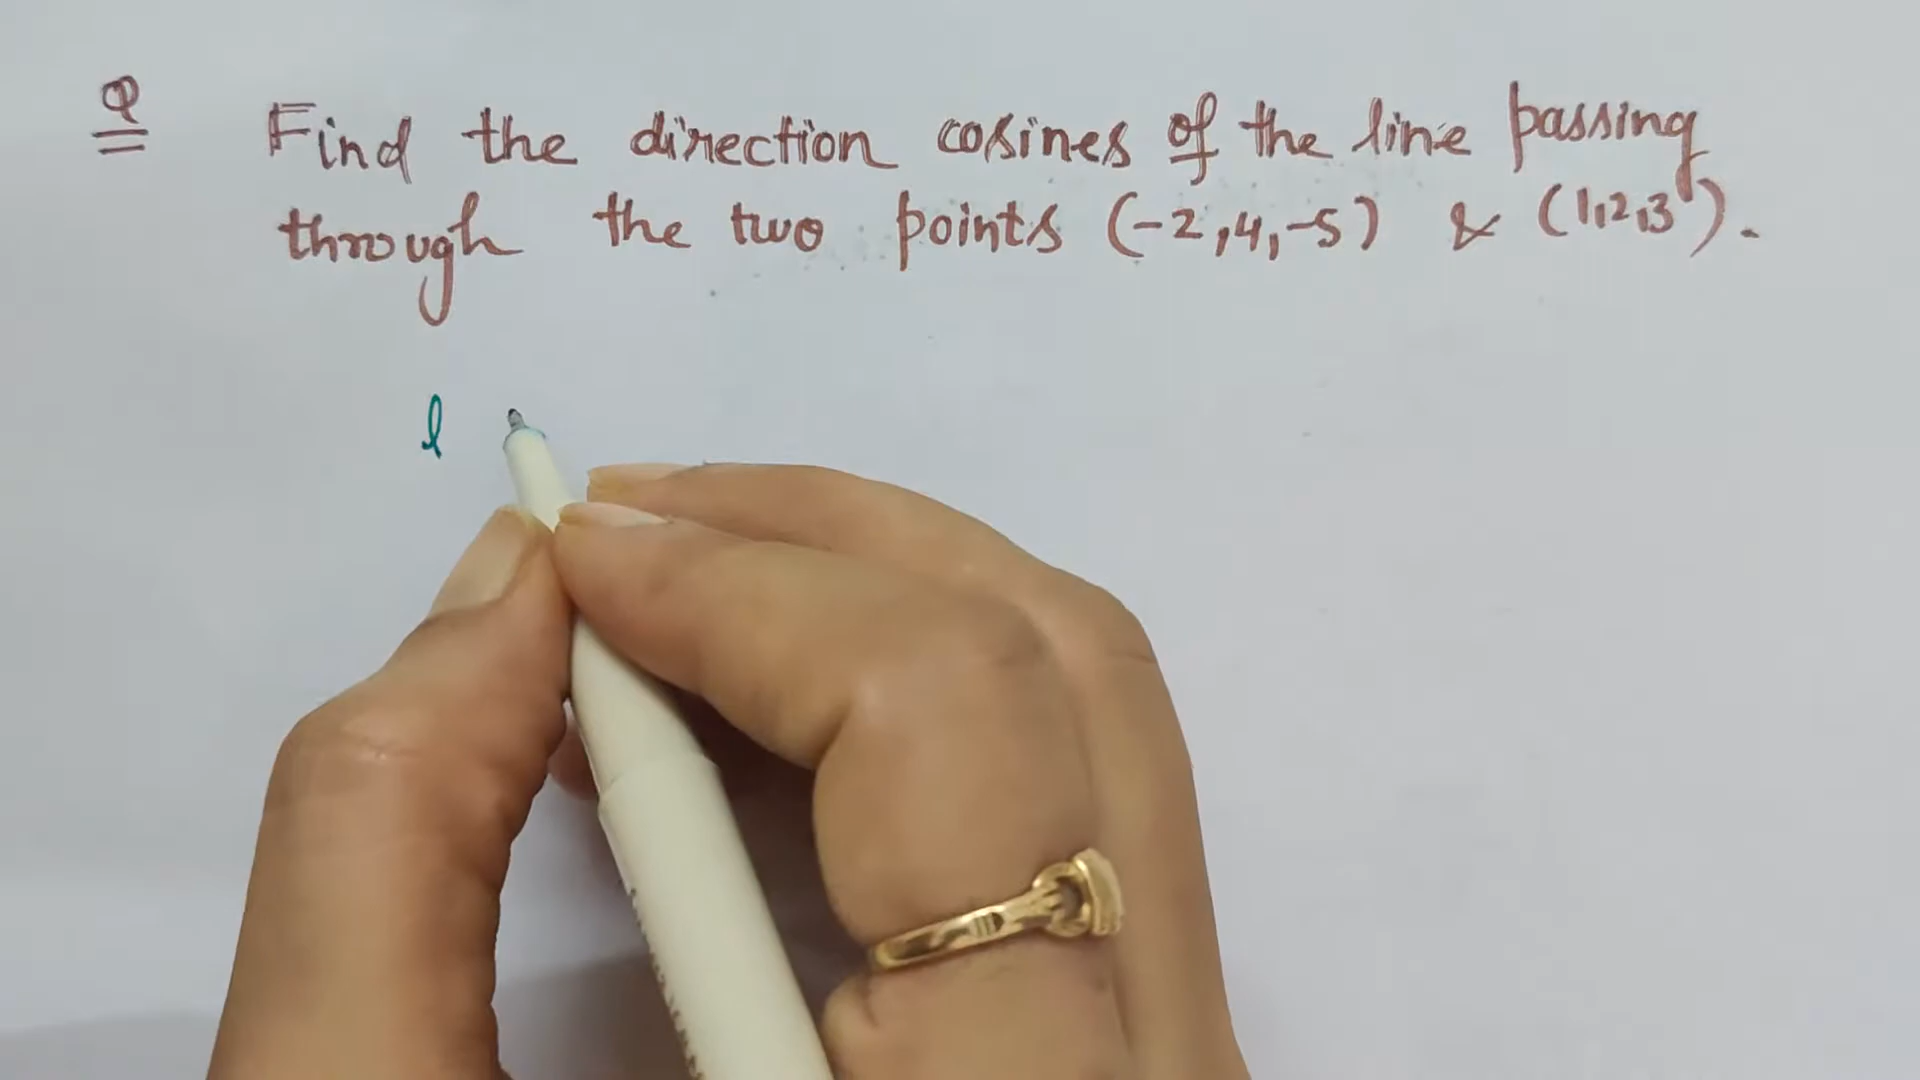 Q Find the direction cosines of the line passing
through the two points (-2,4,-5) & (1,2,3).
l